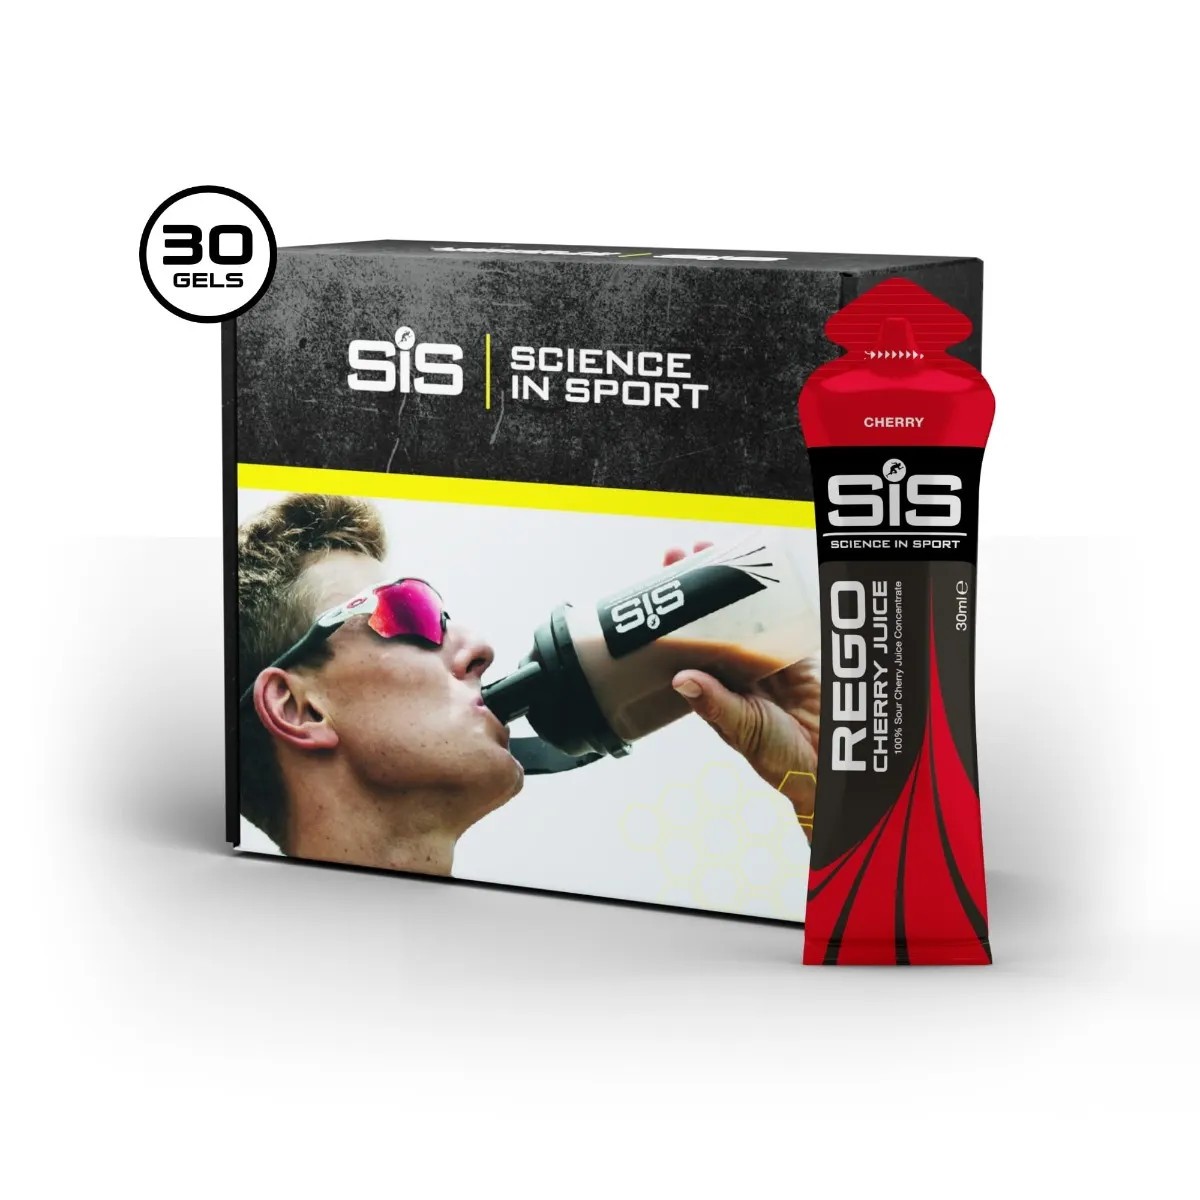 30
GELS
SiS
SCIENCE
IN SPORT
SiS
CHERRY
SiS
SCIENCE IN SPORT
REGO
CHERRY JUICE
100% Sour Cherry Juice Concentrate
30ml ℮